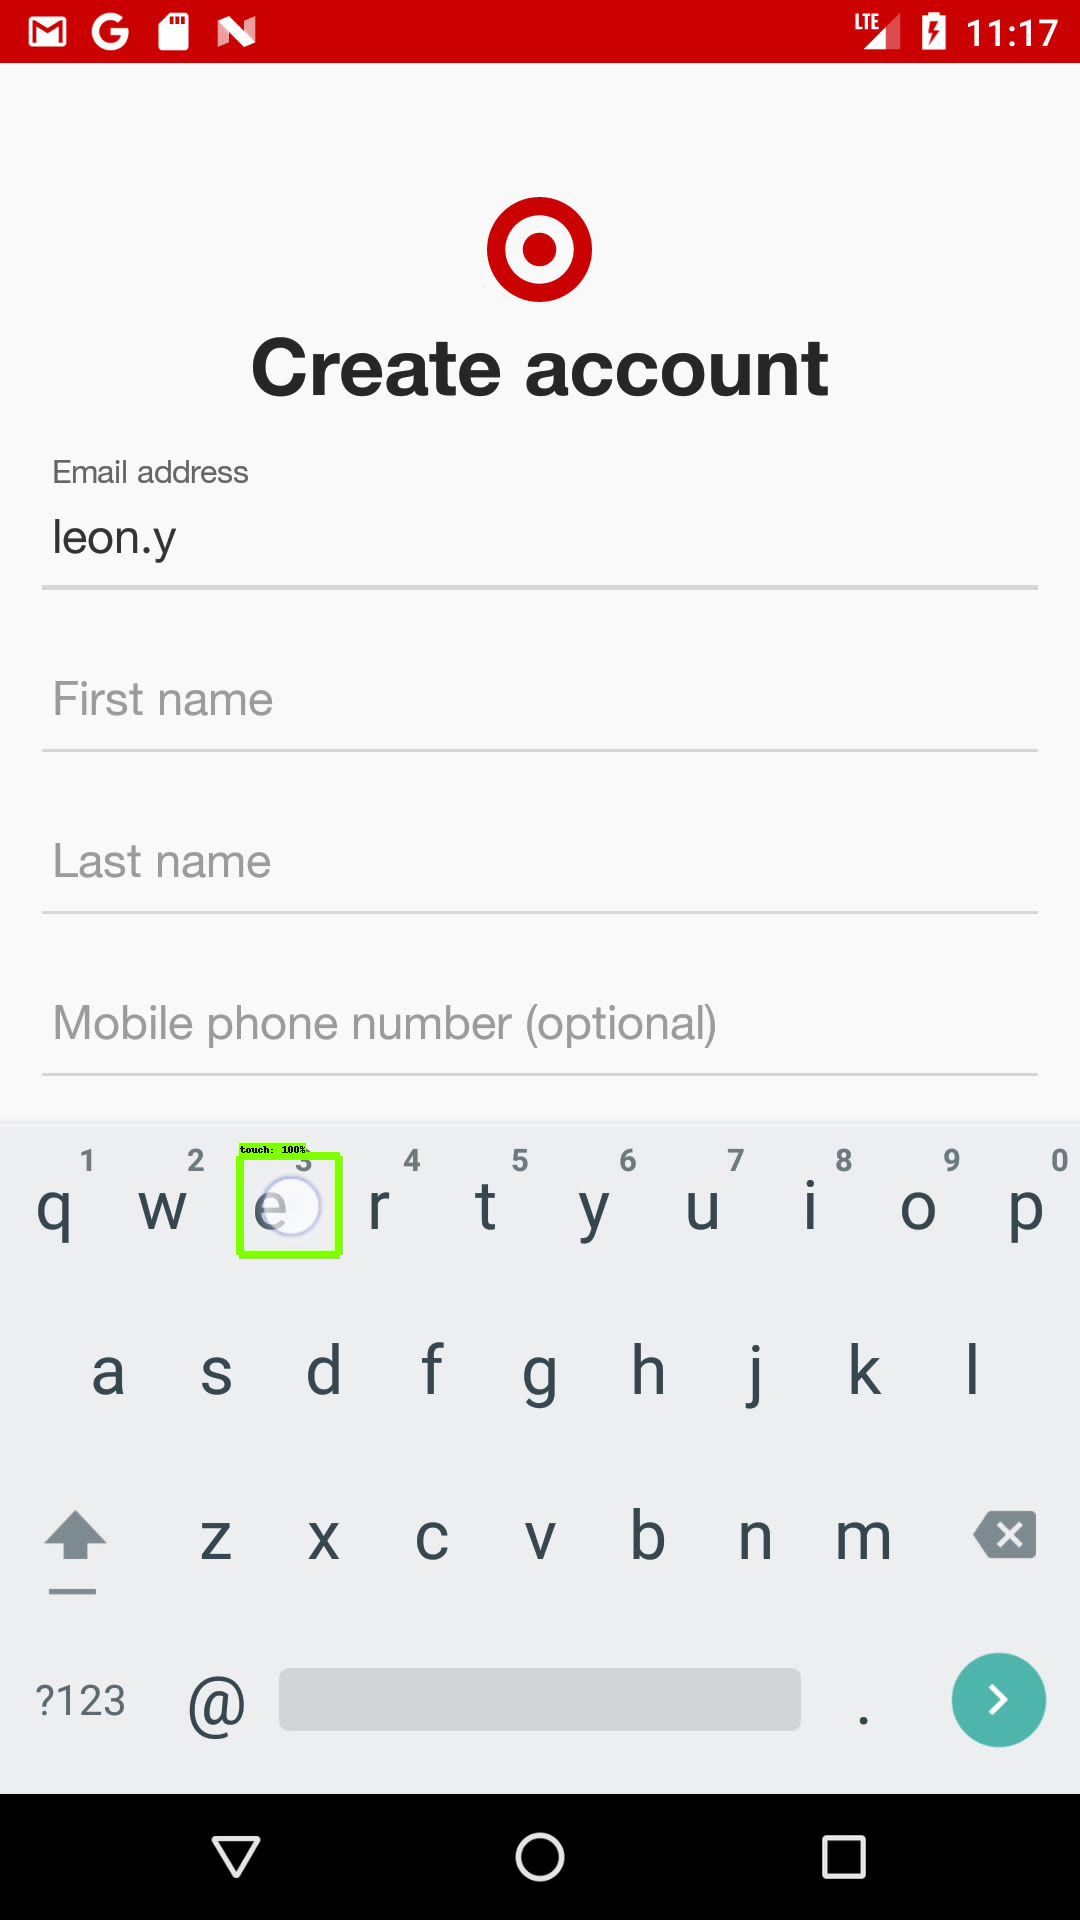 LTE 11:17
Create account
Email address
leon.y
First name
Last name
Mobile phone number (optional)
touch: 100%
1 2 3 4 5 6 7 8 9 0
q w e r t y u i o p
a s d f g h j k l
z x c v b n m
?123 @ .